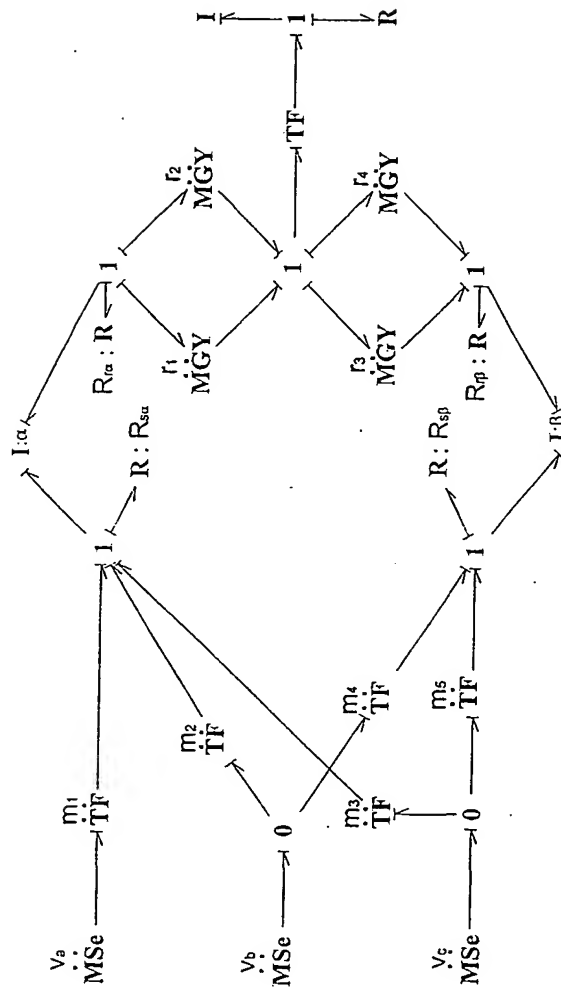 I
1
R
TF
r₂
MGY
r₄
MGY
1
1
1
Rrα : R
r₁
MGY
r₃
MGY
Rrβ : R
I:α
R : Rsα
R : Rsβ
I:β
1
1
m₁
TF
m₂
TF
m₄
TF
m₅
TF
m₃
TF
0
0
va
MSe
vb
MSe
vc
MSe